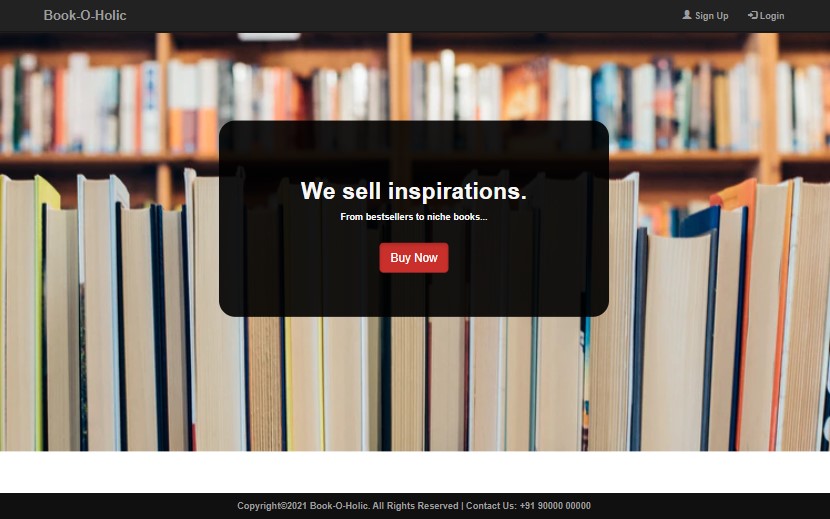 Book-O-Holic
Sign Up
Login
We sell inspirations.
From bestsellers to niche books...
Buy Now
Copyright©2021 Book-O-Holic. All Rights Reserved | Contact Us: +91 90000 00000